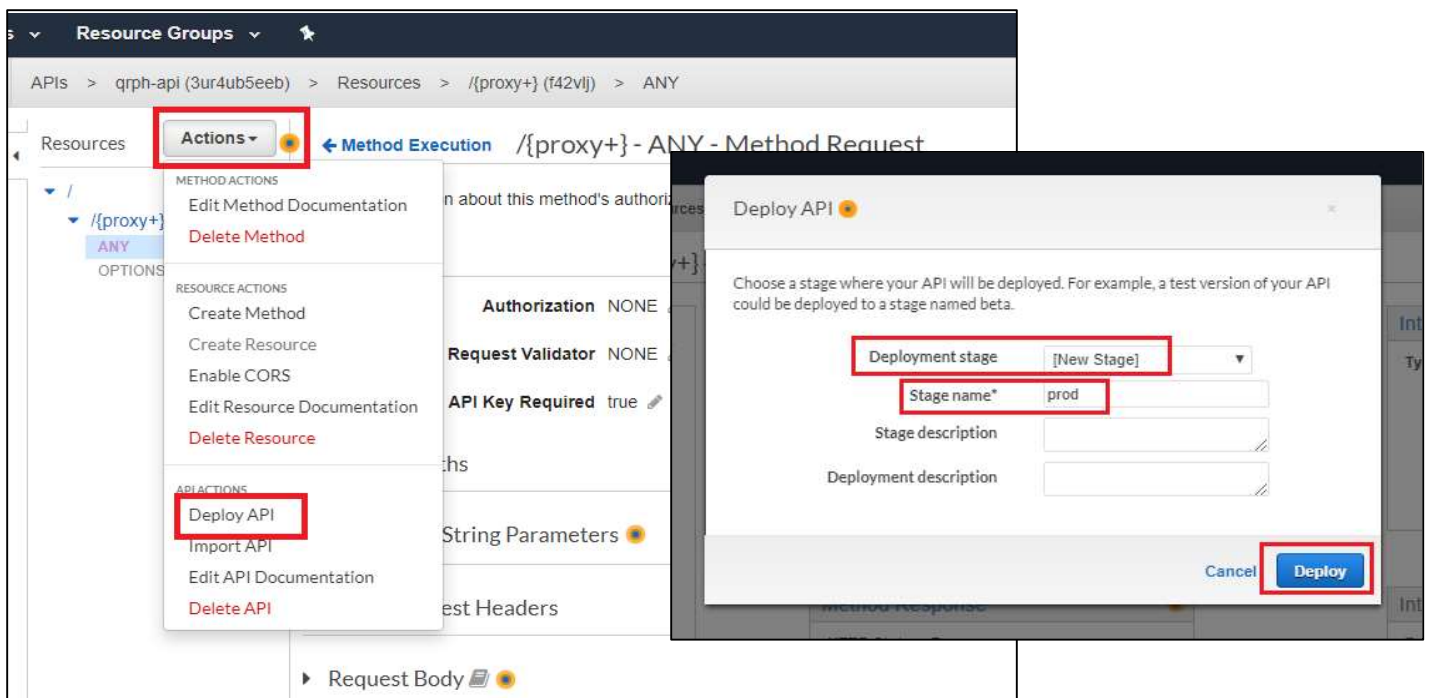 s Resource Groups
APIs > qrph-api (3ur4ub5eeb) > Resources > /{proxy+} (f42vlj) > ANY
Resources Actions Method Execution /{proxy+} - ANY - Method Request
/
/{proxy+}
ANY
OPTIONS
METHOD ACTIONS
Edit Method Documentation
Delete Method
RESOURCE ACTIONS
Create Method
Create Resource
Enable CORS
Edit Resource Documentation
Delete Resource
API ACTIONS
Deploy API
Import API
Edit API Documentation
Delete API
n about this method's authoriz
Authorization NONE
Request Validator NONE
API Key Required true
ths
String Parameters
est Headers
Request Body
rces
y+}
Deploy API ×
Choose a stage where your API will be deployed. For example, a test version of your API
could be deployed to a stage named beta.
Deployment stage [New Stage]
Stage name* prod
Stage description
Deployment description
Cancel Deploy
Int
Ty
Method Response
Int